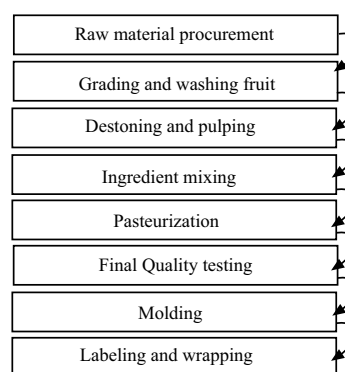 Raw material procurement
Grading and washing fruit
Destoning and pulping
Ingredient mixing
Pasteurization
Final Quality testing
Molding
Labeling and wrapping